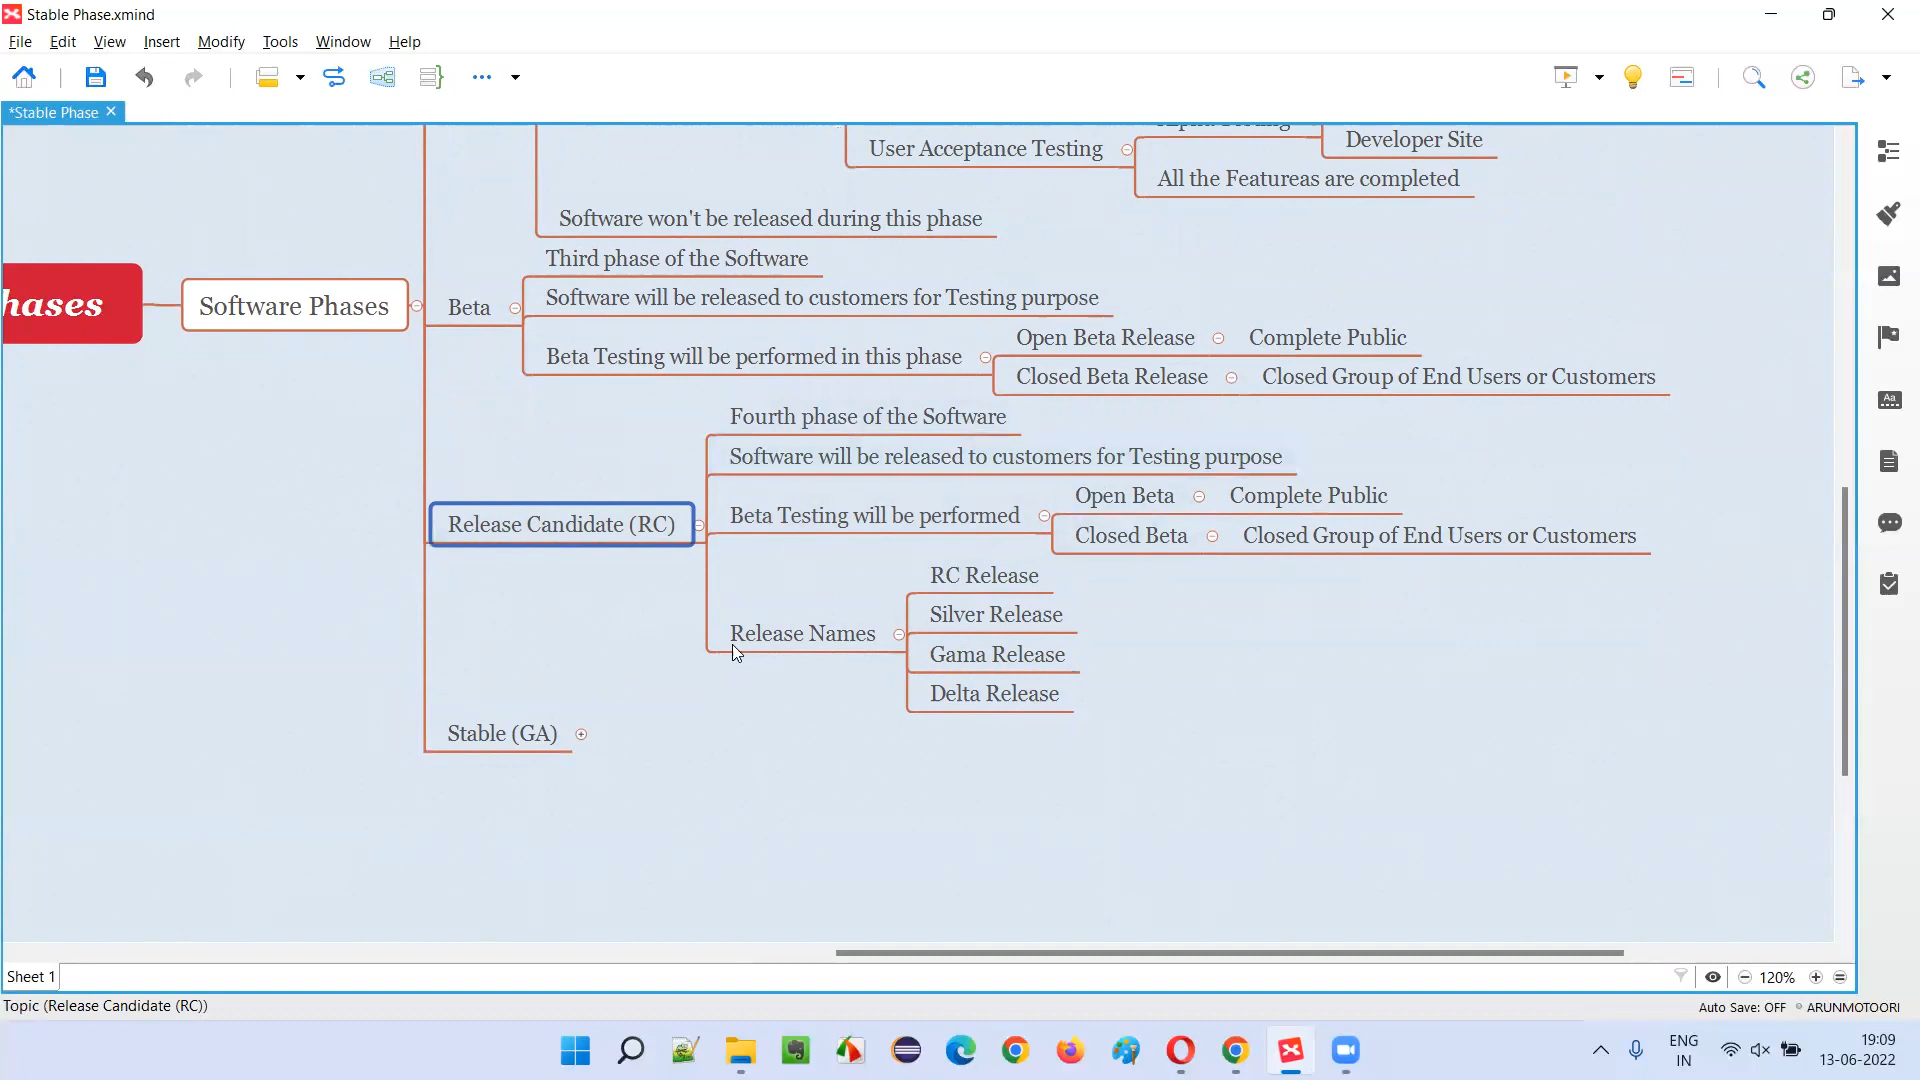 Stable Phase.xmind
File Edit View Insert Modify Tools Window Help
*Stable Phase
Developer Site
User Acceptance Testing
All the Featureas are completed
Software won't be released during this phase
Third phase of the Software
Software will be released to customers for Testing purpose
hases
Software Phases
Beta
Open Beta Release
Complete Public
Beta Testing will be performed in this phase
Closed Beta Release
Closed Group of End Users or Customers
Fourth phase of the Software
Software will be released to customers for Testing purpose
Open Beta
Complete Public
Release Candidate (RC)
Beta Testing will be performed
Closed Beta
Closed Group of End Users or Customers
RC Release
Silver Release
Release Names
Gama Release
Delta Release
Stable (GA)
Aa
Sheet 1
120%
Topic (Release Candidate (RC))
Auto Save: OFF
ARUNMOTOORI
ENG
IN
19:09
13-06-2022